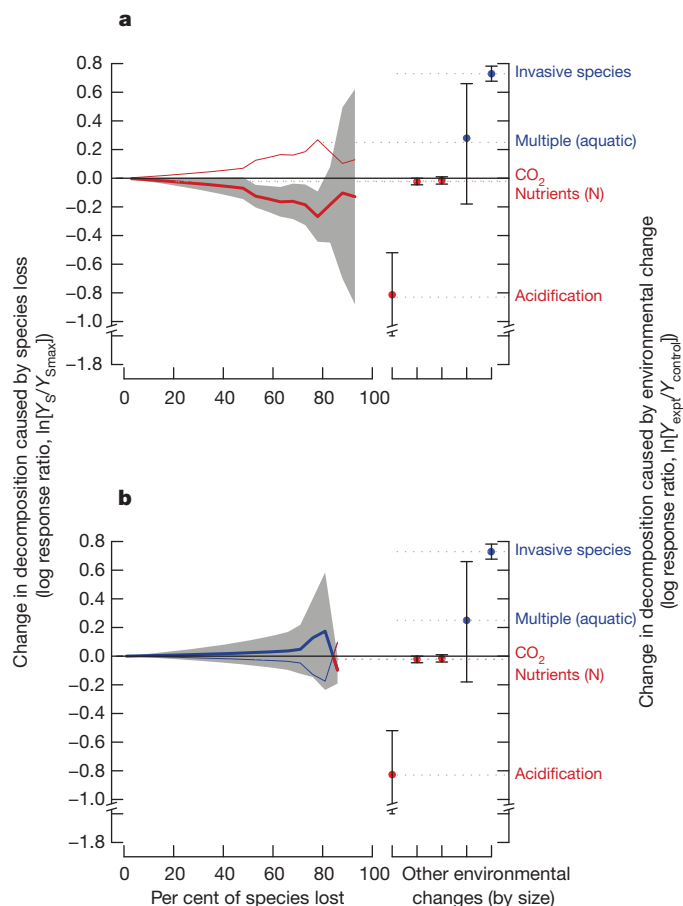 a
Change in decomposition caused by species loss
(log response ratio, ln[Y_S/Y_Smax])
Change in decomposition caused by environmental change
(log response ratio, ln[Y_expt/Y_control])
0.8
0.6
0.4
0.2
0.0
−0.2
−0.4
−0.6
−0.8
−1.0
−1.8
0 20 40 60 80 100
Invasive species
Multiple (aquatic)
CO₂
Nutrients (N)
Acidification
b
0.8
0.6
0.4
0.2
0.0
−0.2
−0.4
−0.6
−0.8
−1.0
−1.8
0 20 40 60 80 100
Invasive species
Multiple (aquatic)
CO₂
Nutrients (N)
Acidification
Per cent of species lost
Other environmental
changes (by size)